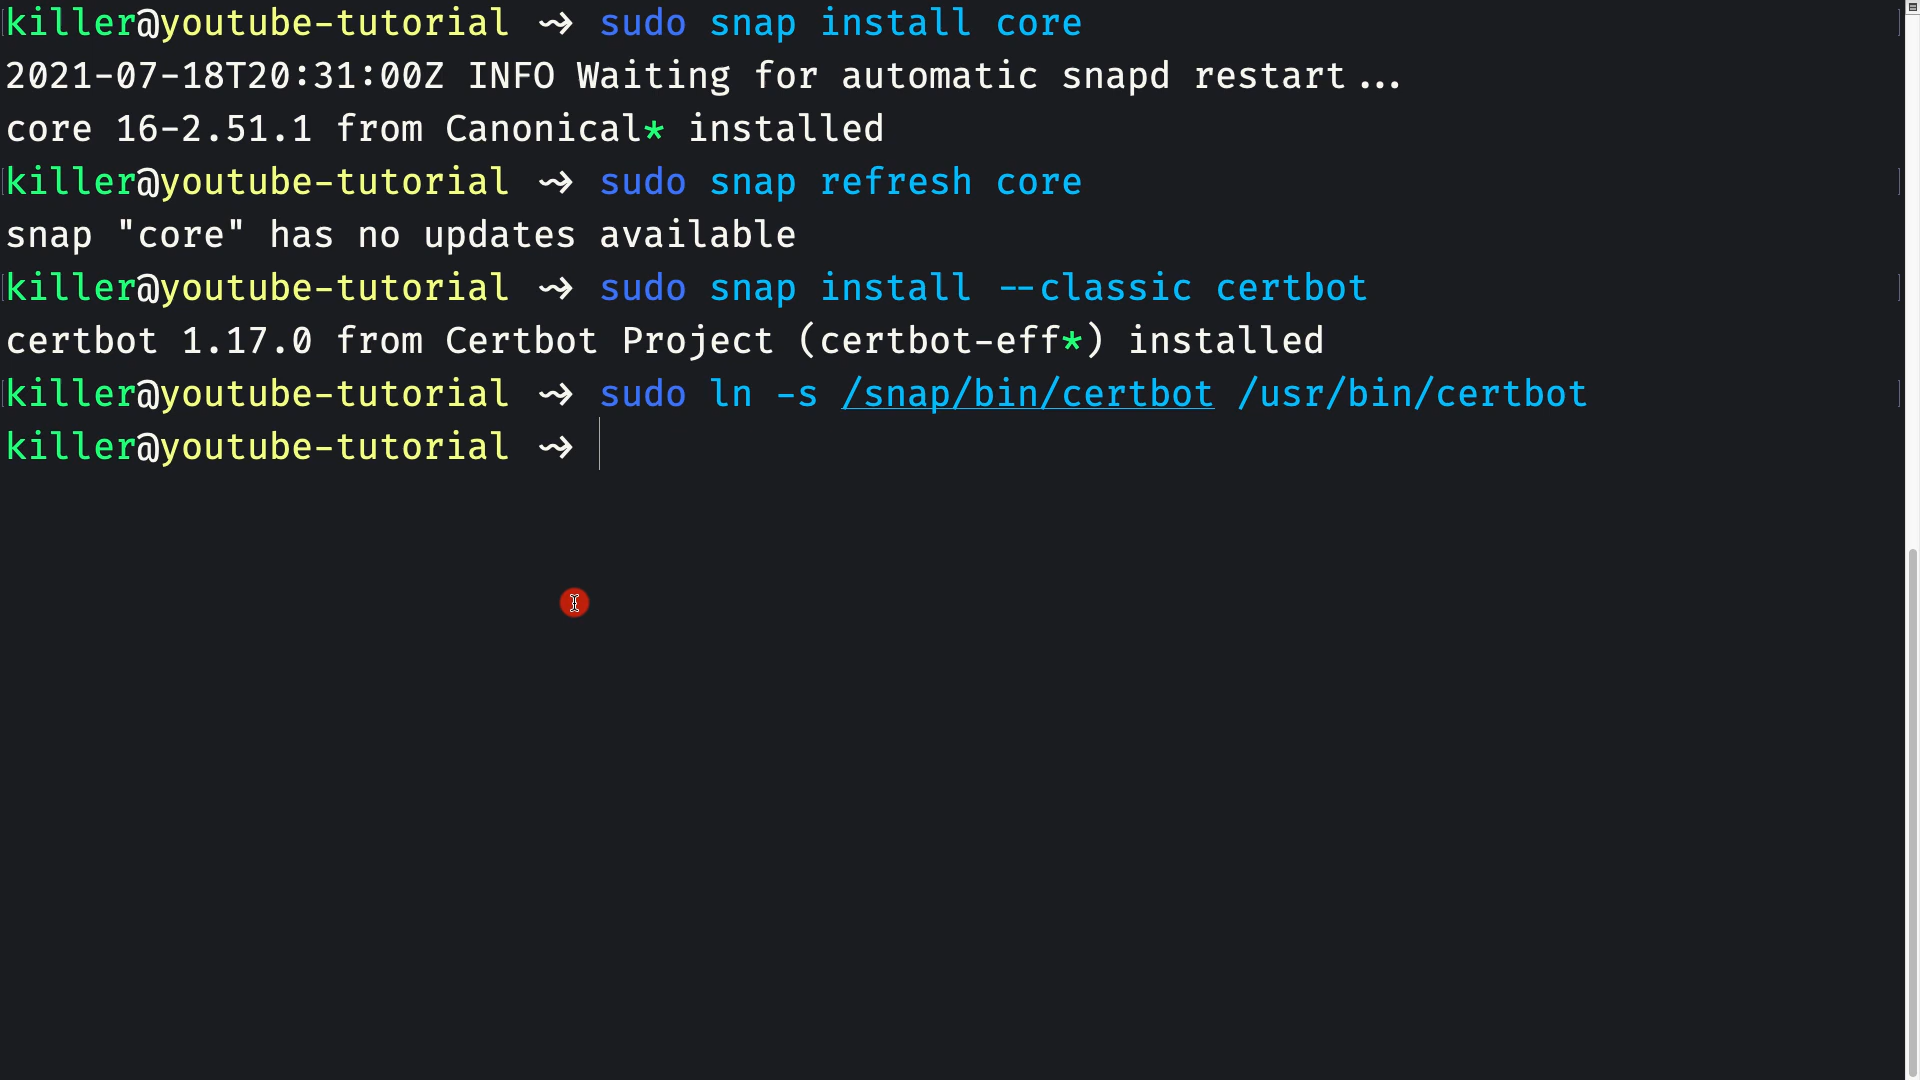 killer@youtube-tutorial ⤳ sudo snap install core
2021-07-18T20:31:00Z INFO Waiting for automatic snapd restart...
core 16-2.51.1 from Canonical* installed
killer@youtube-tutorial ⤳ sudo snap refresh core
snap "core" has no updates available
killer@youtube-tutorial ⤳ sudo snap install --classic certbot
certbot 1.17.0 from Certbot Project (certbot-eff*) installed
killer@youtube-tutorial ⤳ sudo ln -s /snap/bin/certbot /usr/bin/certbot
killer@youtube-tutorial ⤳